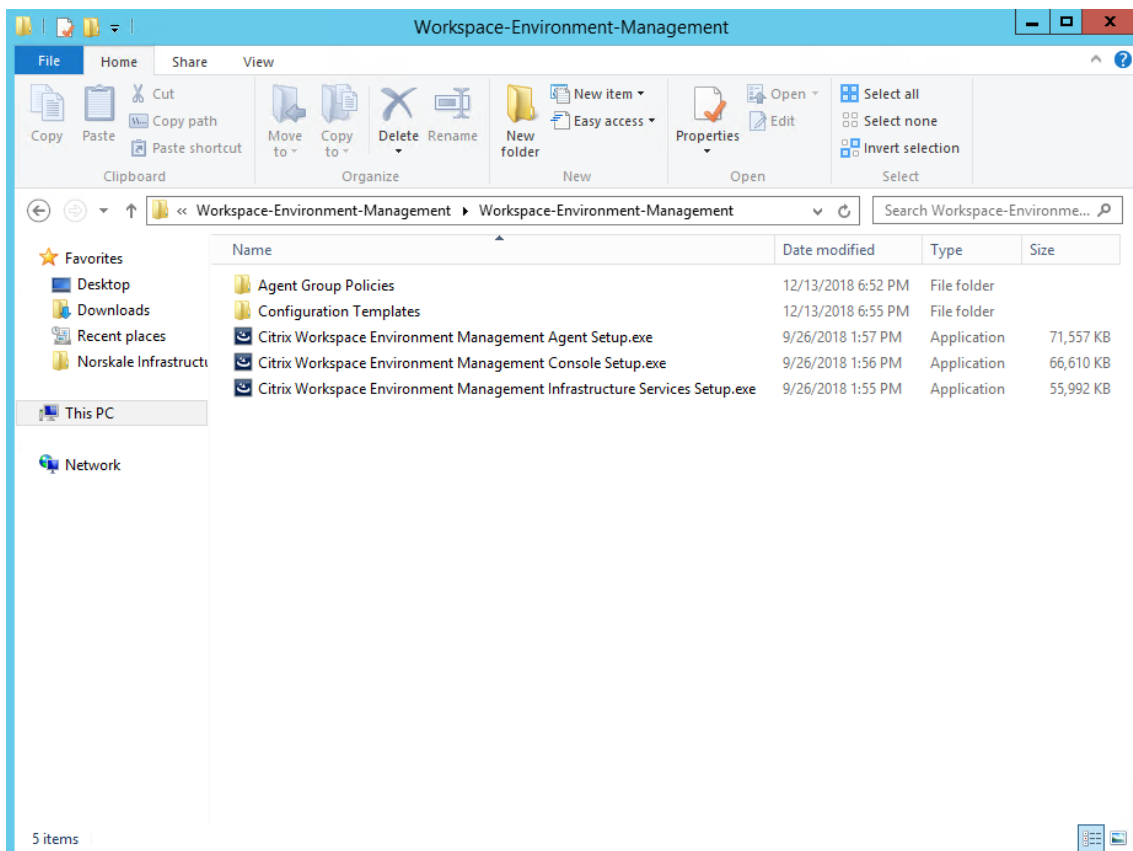 Workspace-Environment-Management
File Home Share View
Copy
Paste
Cut
Copy path
Paste shortcut
Clipboard
Move to
Copy to
Delete
Rename
Organize
New folder
New item
Easy access
New
Properties
Open
Edit
Open
Select all
Select none
Invert selection
Select
« Workspace-Environment-Management Workspace-Environment-Management
Search Workspace-Environme...
Favorites
Desktop
Downloads
Recent places
Norskale Infrastructu
This PC
Network
Name Date modified Type Size
Agent Group Policies 12/13/2018 6:52 PM File folder
Configuration Templates 12/13/2018 6:55 PM File folder
Citrix Workspace Environment Management Agent Setup.exe 9/26/2018 1:57 PM Application 71,557 KB
Citrix Workspace Environment Management Console Setup.exe 9/26/2018 1:56 PM Application 66,610 KB
Citrix Workspace Environment Management Infrastructure Services Setup.exe 9/26/2018 1:55 PM Application 55,992 KB
5 items